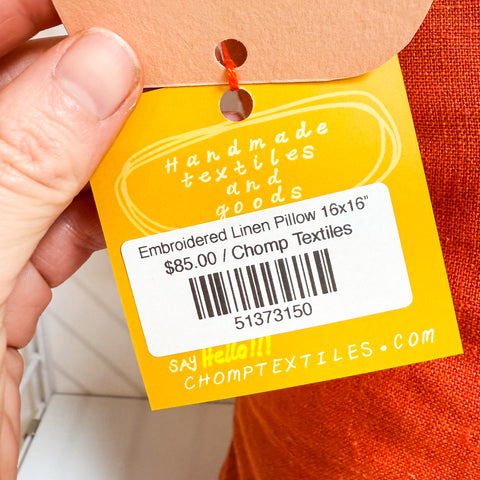 Handmade
textiles
and
goods
Embroidered Linen Pillow 16x16"
$85.00 / Chomp Textiles
51373150
SAY Hello!!!
CHOMPTEXTILES.COM